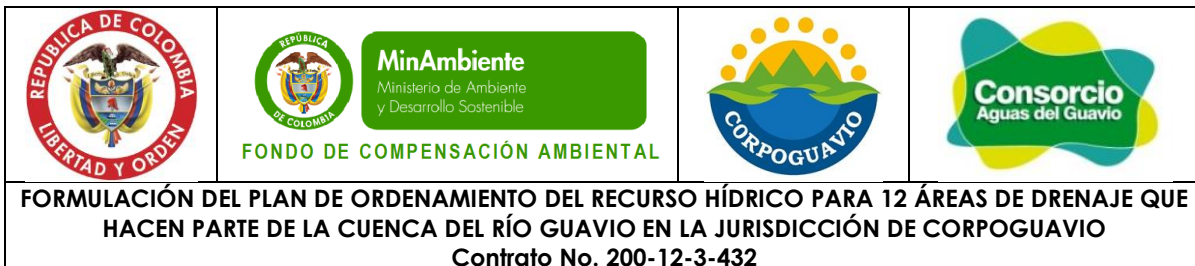 REPUBLICA DE COLOMBIA
LIBERTAD Y ORDEN
REPÚBLICA
DE COLOMBIA
MinAmbiente
Ministerio de Ambiente
y Desarrollo Sostenible
FONDO DE COMPENSACIÓN AMBIENTAL
CORPOGUAVIO
Consorcio
Aguas del Guavio
FORMULACIÓN DEL PLAN DE ORDENAMIENTO DEL RECURSO HÍDRICO PARA 12 ÁREAS DE DRENAJE QUE
HACEN PARTE DE LA CUENCA DEL RÍO GUAVIO EN LA JURISDICCIÓN DE CORPOGUAVIO
Contrato No. 200-12-3-432